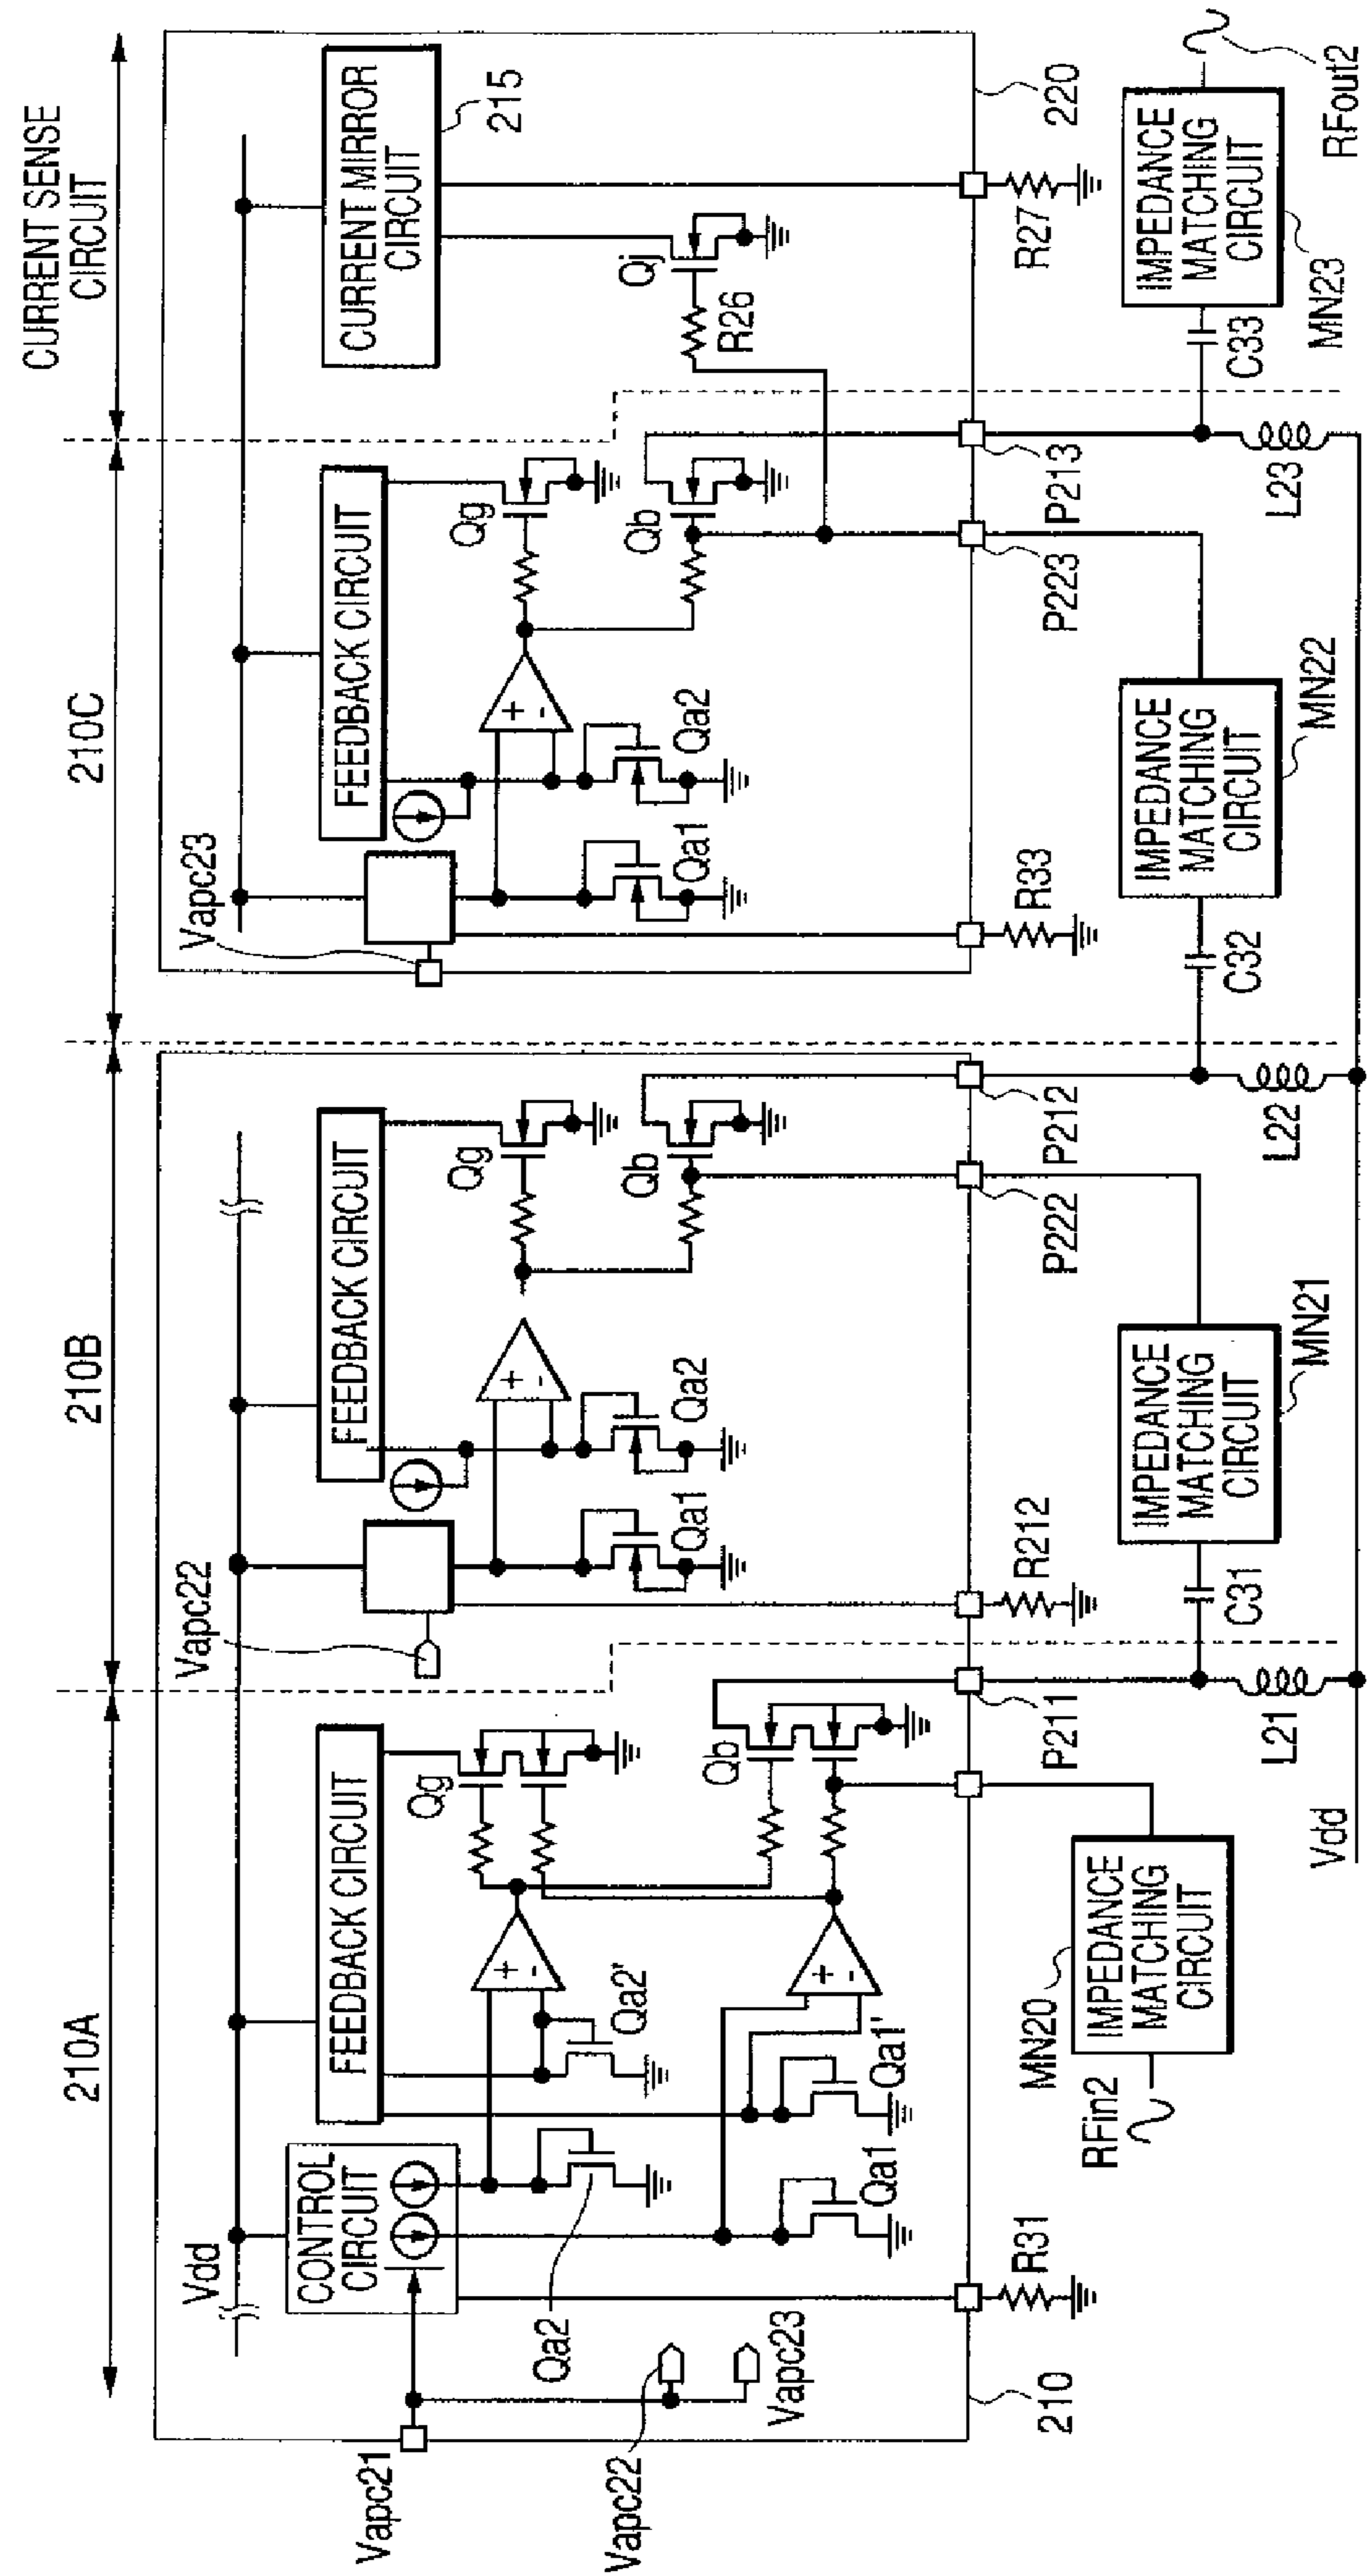 210A
210B
210C
CURRENT SENSE
CIRCUIT
Vdd
CONTROL
CIRCUIT
FEEDBACK CIRCUIT
Vapc21
Vapc22
Vapc23
Qa2
Qa1
Qa2'
Qa1'
Qg
Qb
210
R31
P211
RFin2
MN20
IMPEDANCE
MATCHING
CIRCUIT
L21
Vdd
Vapc22
FEEDBACK CIRCUIT
Qa1
Qa2
Qg
Qb
R212
P222
P212
C31
IMPEDANCE
MATCHING
CIRCUIT
MN21
L22
Vapc23
FEEDBACK CIRCUIT
Qa1
Qa2
Qg
Qb
R33
P223
P213
C32
IMPEDANCE
MATCHING
CIRCUIT
MN22
L23
CURRENT MIRROR
CIRCUIT
215
Qj
R26
R27
220
C33
IMPEDANCE
MATCHING
CIRCUIT
MN23
RFout2
+
-
+
-
+
-
+
-